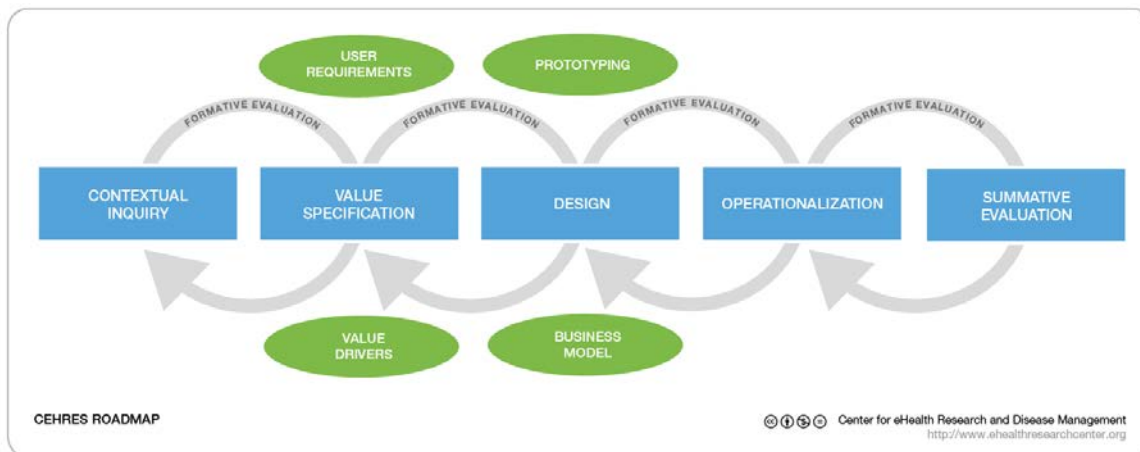 USER
REQUIREMENTS
PROTOTYPING
FORMATIVE EVALUATION
FORMATIVE EVALUATION
FORMATIVE EVALUATION
FORMATIVE EVALUATION
CONTEXTUAL
INQUIRY
VALUE
SPECIFICATION
DESIGN
OPERATIONALIZATION
SUMMATIVE
EVALUATION
VALUE
DRIVERS
BUSINESS
MODEL
CEHRES ROADMAP
Center for eHealth Research and Disease Management
http://www.ehealthresearchcenter.org